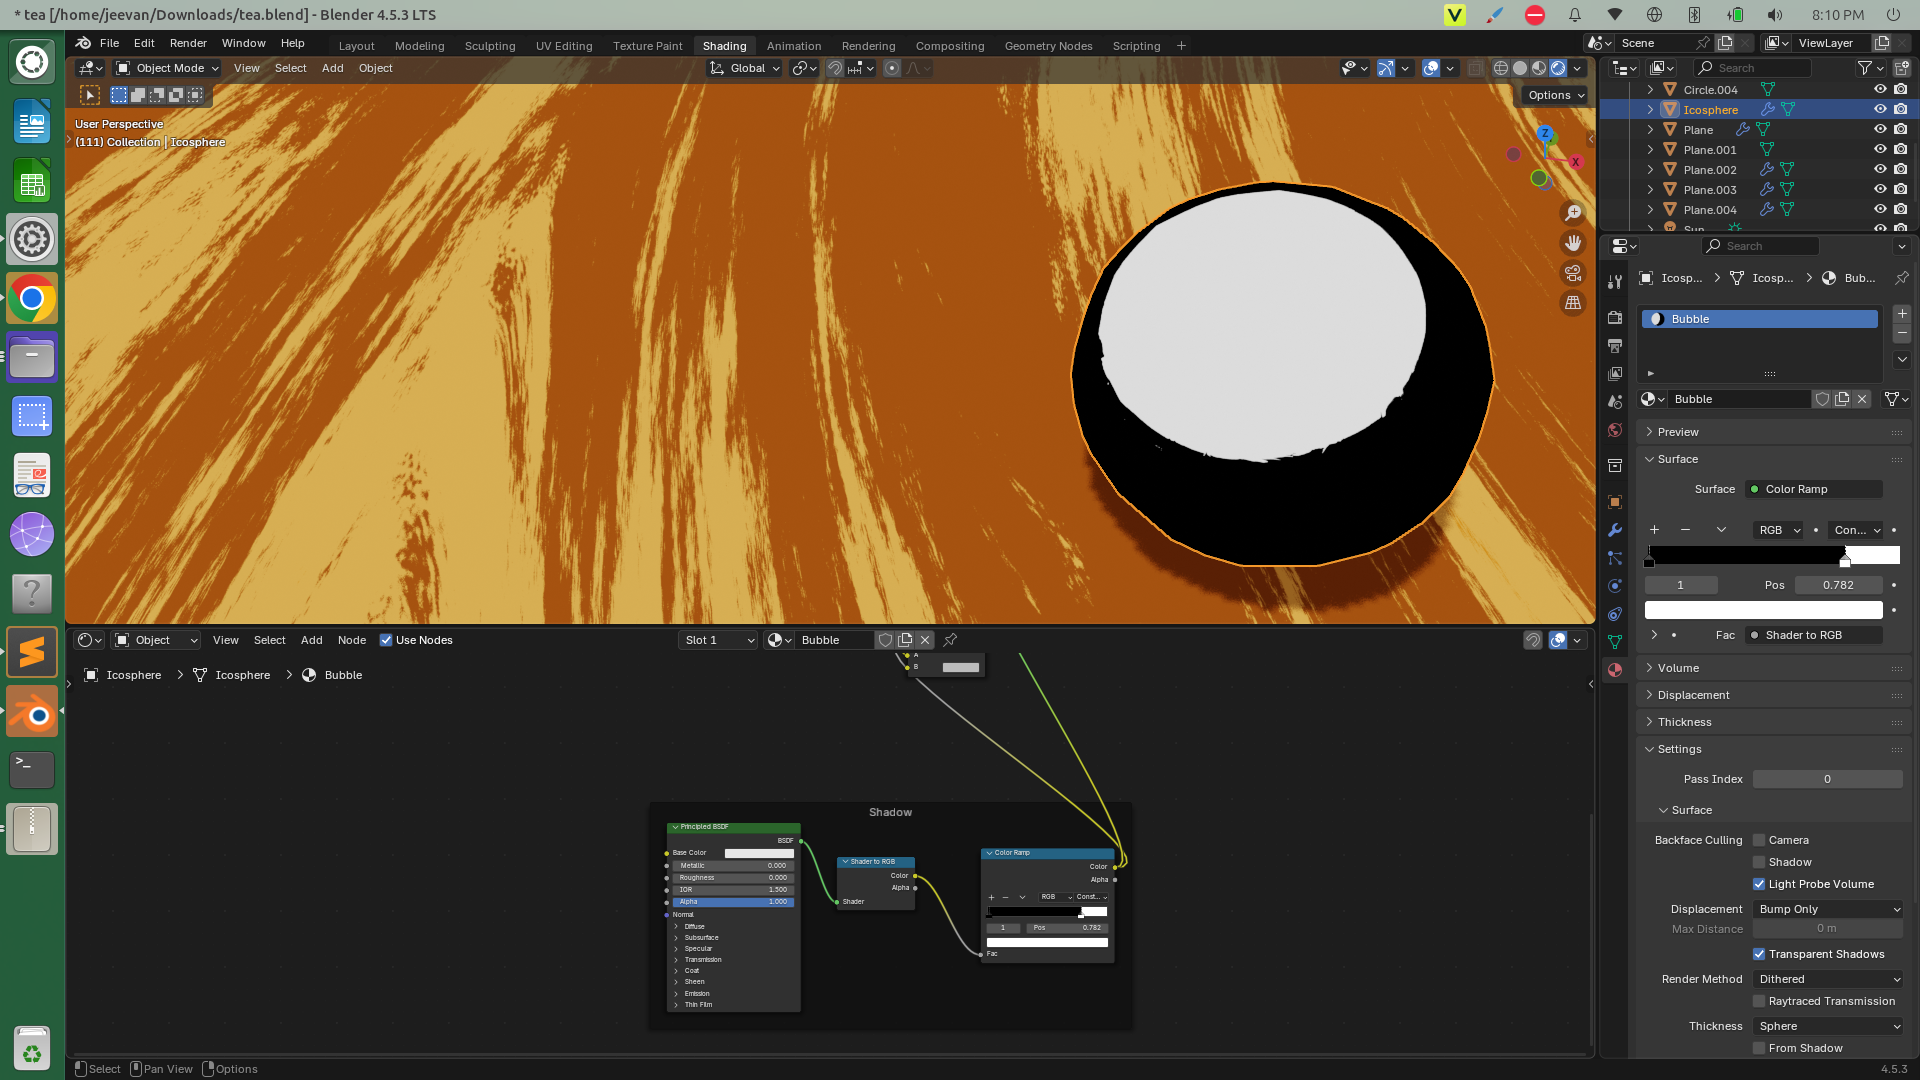 * tea [/home/jeevan/Downloads/tea.blend] - Blender 4.5.3 LTS
8:10 PM
File Edit Render Window Help
Layout Modeling Sculpting UV Editing Texture Paint Shading Animation Rendering Compositing Geometry Nodes Scripting +
Scene
ViewLayer
Object Mode View Select Add Object
Global
Search
Options
User Perspective
(111) Collection | Icosphere
Z
X
Circle.004
Icosphere
Plane
Plane.001
Plane.002
Plane.003
Plane.004
Sun
Search
Icosp... > Icosp... > Bub...
Bubble
Bubble
Preview
Surface
Surface Color Ramp
RGB Con...
1 Pos 0.782
Fac Shader to RGB
Volume
Displacement
Thickness
Settings
Pass Index 0
Surface
Backface Culling Camera
Shadow
Light Probe Volume
Displacement Bump Only
Max Distance 0 m
Transparent Shadows
Render Method Dithered
Raytraced Transmission
Thickness Sphere
From Shadow
Object View Select Add Node Use Nodes
Slot 1
Bubble
Icosphere > Icosphere > Bubble
A
B
Shadow
Principled BSDF
BSDF
Base Color
Metallic 0.000
Roughness 0.000
IOR 1.500
Alpha 1.000
Normal
Diffuse
Subsurface
Specular
Transmission
Coat
Sheen
Emission
Thin Film
Shader to RGB
Color
Alpha
Shader
Color Ramp
Color
Alpha
RGB Const...
1 Pos 0.782
Fac
Select Pan View Options
4.5.3